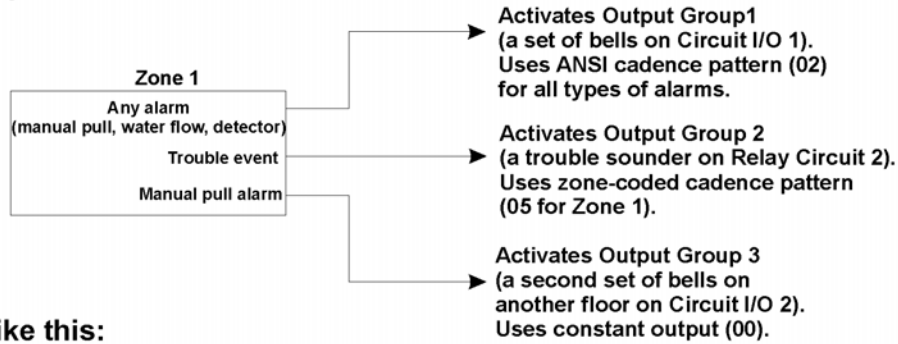 Zone 1
Any alarm
(manual pull, water flow, detector)
Trouble event
Manual pull alarm
Activates Output Group1
(a set of bells on Circuit I/O 1).
Uses ANSI cadence pattern (02)
for all types of alarms.
Activates Output Group 2
(a trouble sounder on Relay Circuit 2).
Uses zone-coded cadence pattern
(05 for Zone 1).
Activates Output Group 3
(a second set of bells on
another floor on Circuit I/O 2).
Uses constant output (00).
ike this: